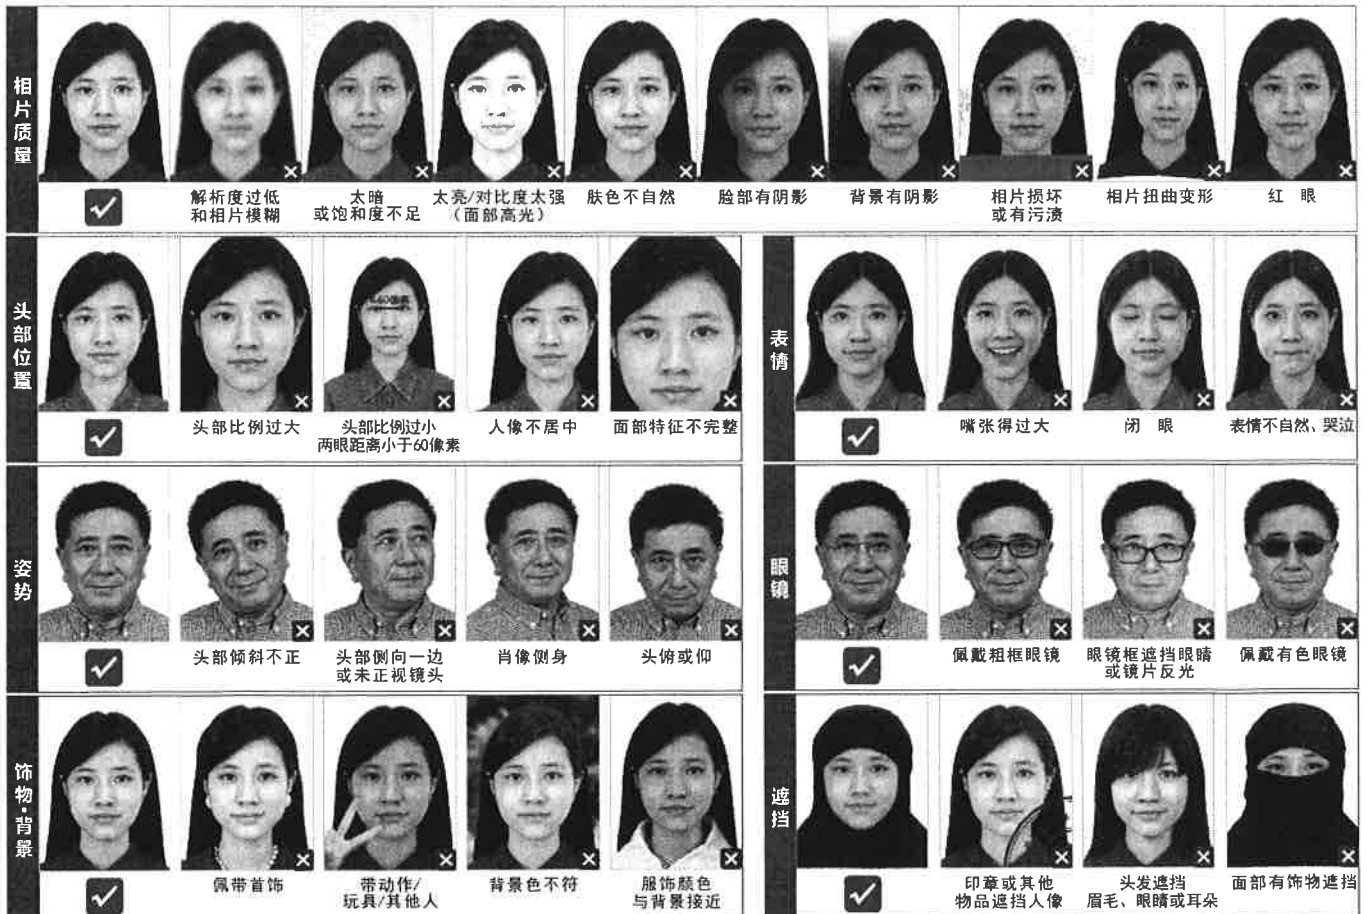 相片质量
解析度过低
和相片模糊
太暗
或饱和度不足
太亮/对比度太强
(面部高光)
肤色不自然
脸部有阴影
背景有阴影
相片损坏
或有污渍
相片扭曲变形
红 眼
头部位置
头部比例过大
头部比例过小
两眼距离小于60像素
人像不居中
面部特征不完整
表情
嘴张得过大
闭 眼
表情不自然、哭泣
姿势
头部倾斜不正
头部侧向一边
或未正视镜头
肖像侧身
头俯或仰
眼镜
佩戴粗框眼镜
眼镜框遮挡眼睛
或镜片反光
佩戴有色眼镜
饰物·背景
佩带首饰
带动作/
玩具/其他人
背景色不符
服饰颜色
与背景接近
遮挡
印章或其他
物品遮挡人像
头发遮挡
眉毛、眼睛或耳朵
面部有饰物遮挡